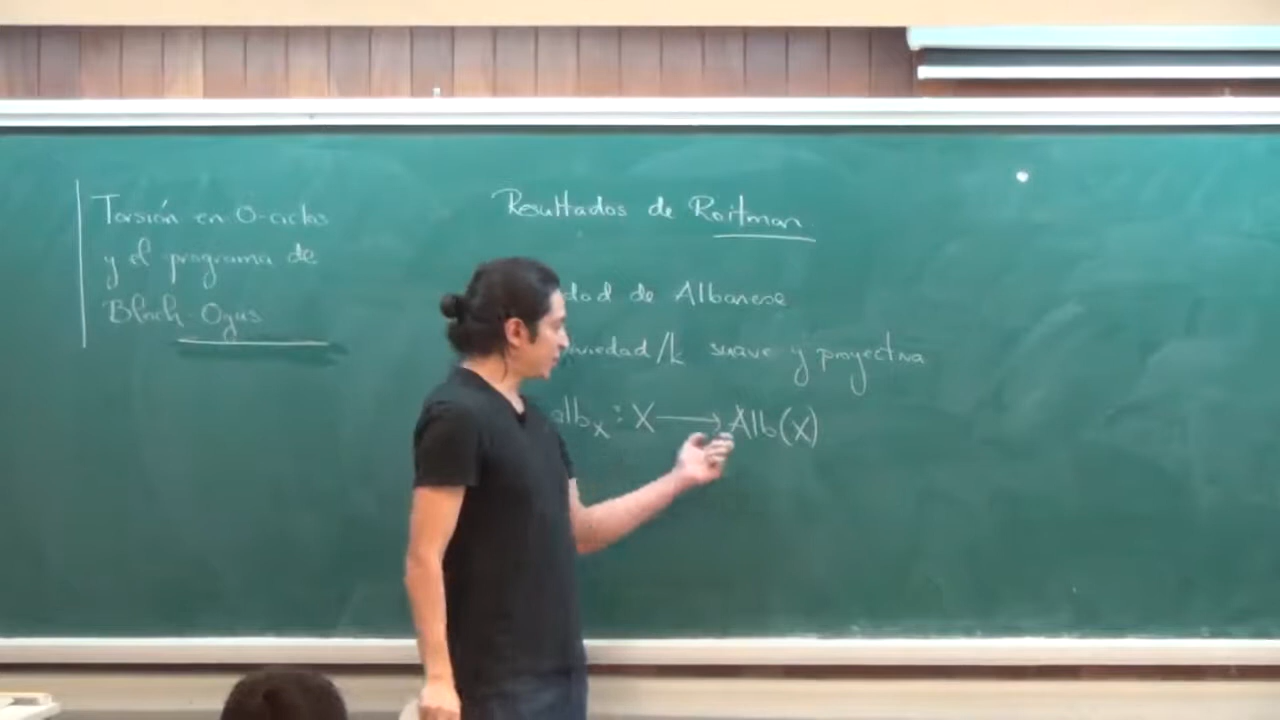 Torsión en 0-ciclos
y el programa de
Bloch-Ogus
Resultados de Roitman
dad de Albanese
variedad/k suave y proyectiva
alb_X : X → Alb(X)